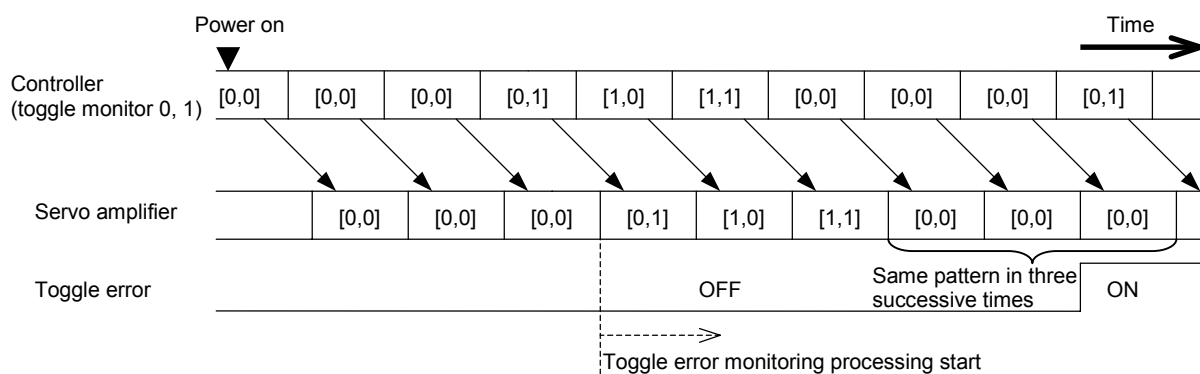 Power on
Time
Controller
(toggle monitor 0, 1)
[0,0] [0,0] [0,0] [0,1] [1,0] [1,1] [0,0] [0,0] [0,0] [0,1]
Servo amplifier
[0,0] [0,0] [0,0] [0,1] [1,0] [1,1] [0,0] [0,0] [0,0]
Same pattern in three
successive times
Toggle error
OFF
ON
Toggle error monitoring processing start